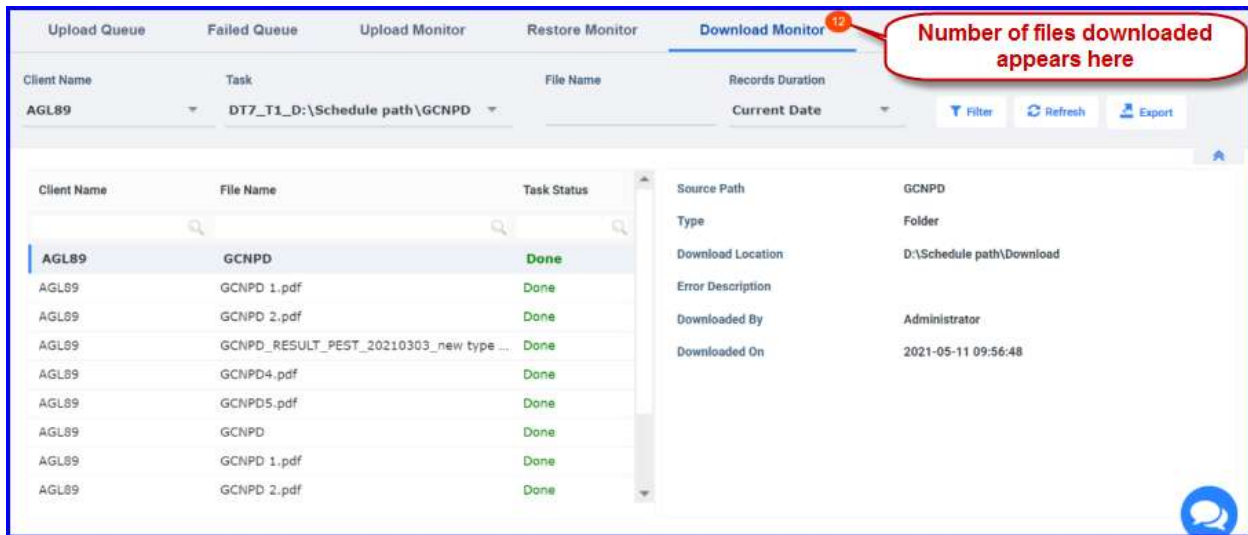 Upload Queue Failed Queue Upload Monitor Restore Monitor Download Monitor 12
Number of files downloaded
appears here
Client Name Task File Name Records Duration
AGL89 DT7_T1_D:\Schedule path\GCNPD Current Date Filter Refresh Export
Client Name File Name Task Status
AGL89 GCNPD Done
AGL89 GCNPD 1.pdf Done
AGL89 GCNPD 2.pdf Done
AGL89 GCNPD_RESULT_PEST_20210303_new type ... Done
AGL89 GCNPD4.pdf Done
AGL89 GCNPD5.pdf Done
AGL89 GCNPD Done
AGL89 GCNPD 1.pdf Done
AGL89 GCNPD 2.pdf Done
Source Path GCNPD
Type Folder
Download Location D:\Schedule path\Download
Error Description
Downloaded By Administrator
Downloaded On 2021-05-11 09:56:48